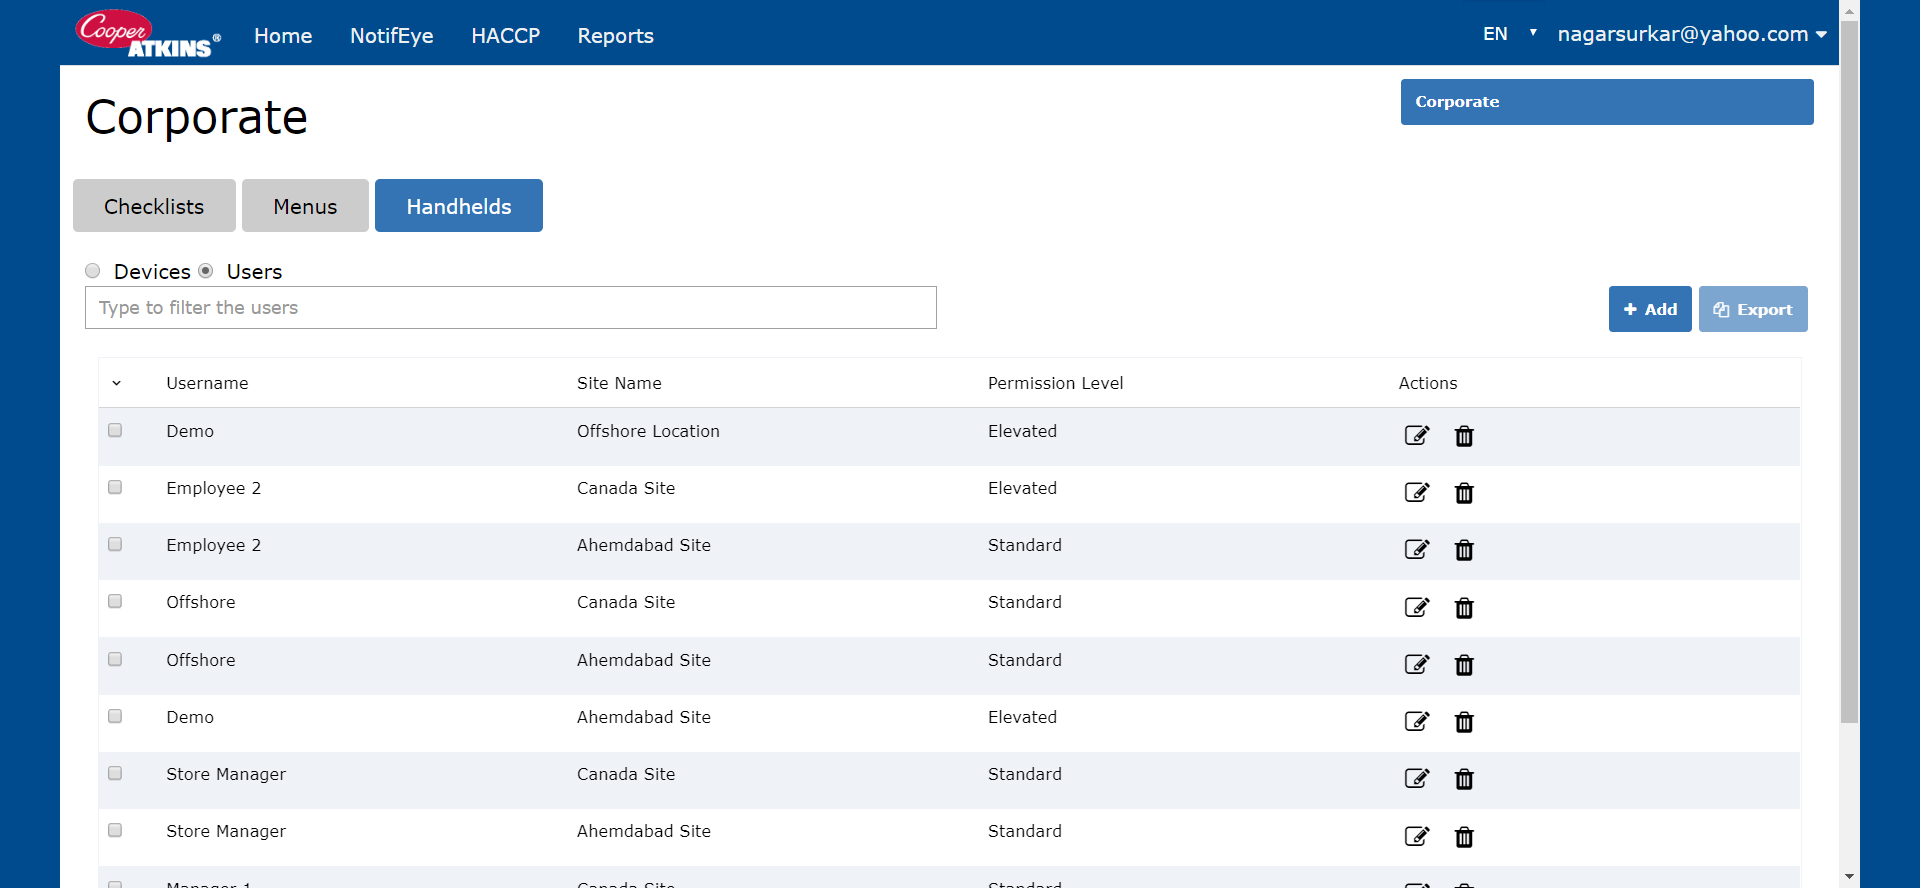 Cooper ATKINS® Home NotifEye HACCP Reports EN nagarsurkar@yahoo.com
Corporate
Corporate
Checklists Menus Handhelds
Devices Users
Type to filter the users
Add Export
Username Site Name Permission Level Actions
Demo Offshore Location Elevated
Employee 2 Canada Site Elevated
Employee 2 Ahemdabad Site Standard
Offshore Canada Site Standard
Offshore Ahemdabad Site Standard
Demo Ahemdabad Site Elevated
Store Manager Canada Site Standard
Store Manager Ahemdabad Site Standard
Manager 1 Canada Site Standard